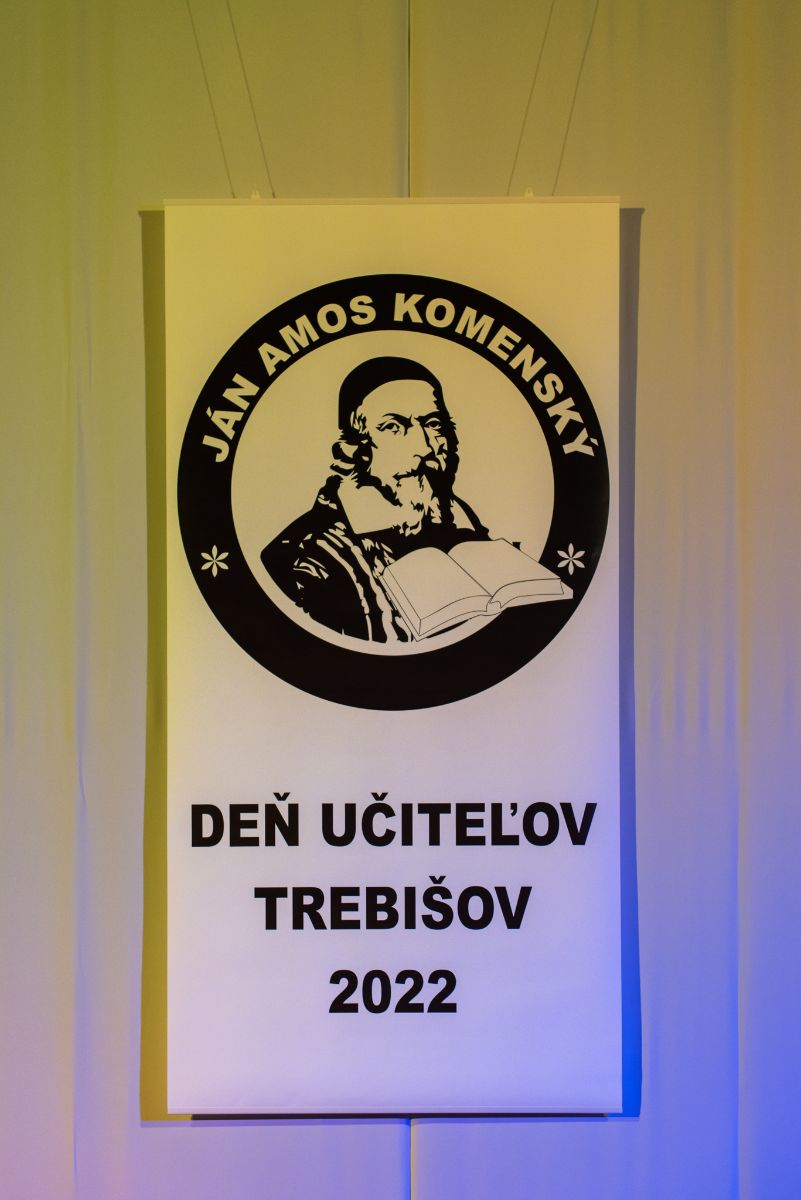 JÁN AMOS KOMENSKÝ
DEŇ UČITEĽOV
TREBIŠOV
2022